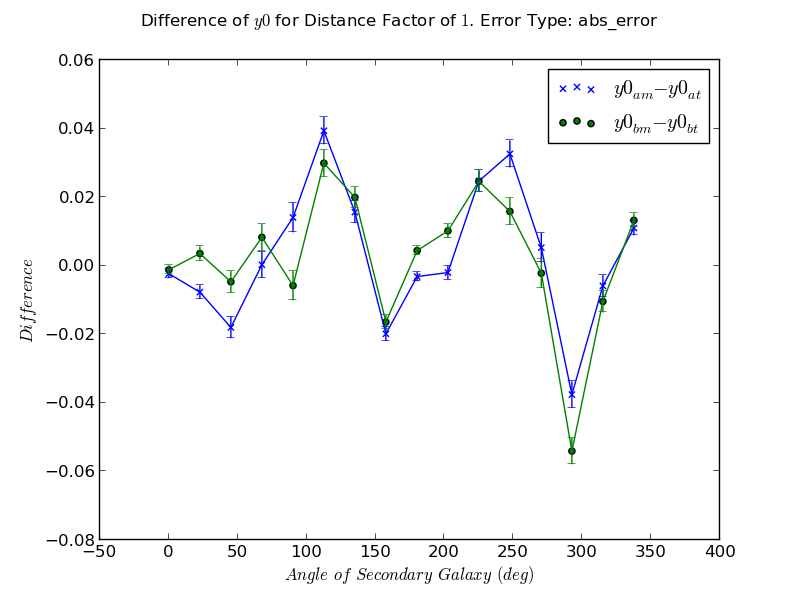 Difference of y0 for Distance Factor of 1. Error Type: abs_error
0.06
0.04
0.02
0.00
−0.02
−0.04
−0.06
−0.08
Difference
y0am−y0at
y0bm−y0bt
−50 0 50 100 150 200 250 300 350 400
Angle of Secondary Galaxy (deg)